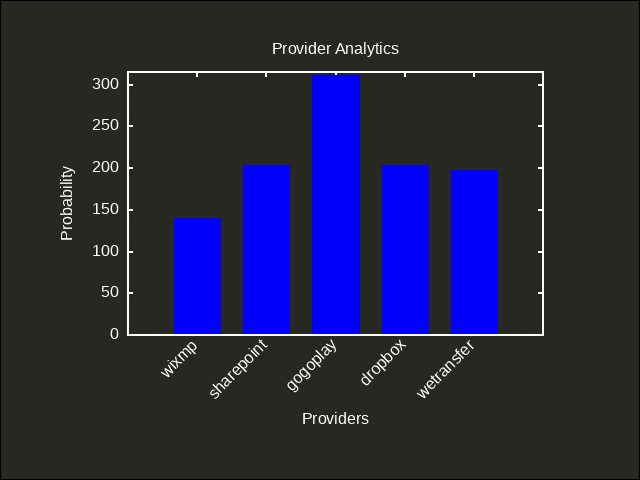 Provider Analytics
300
250
200
150
100
50
0
Probability
wixmp
sharepoint
gogoplay
dropbox
wetransfer
Providers